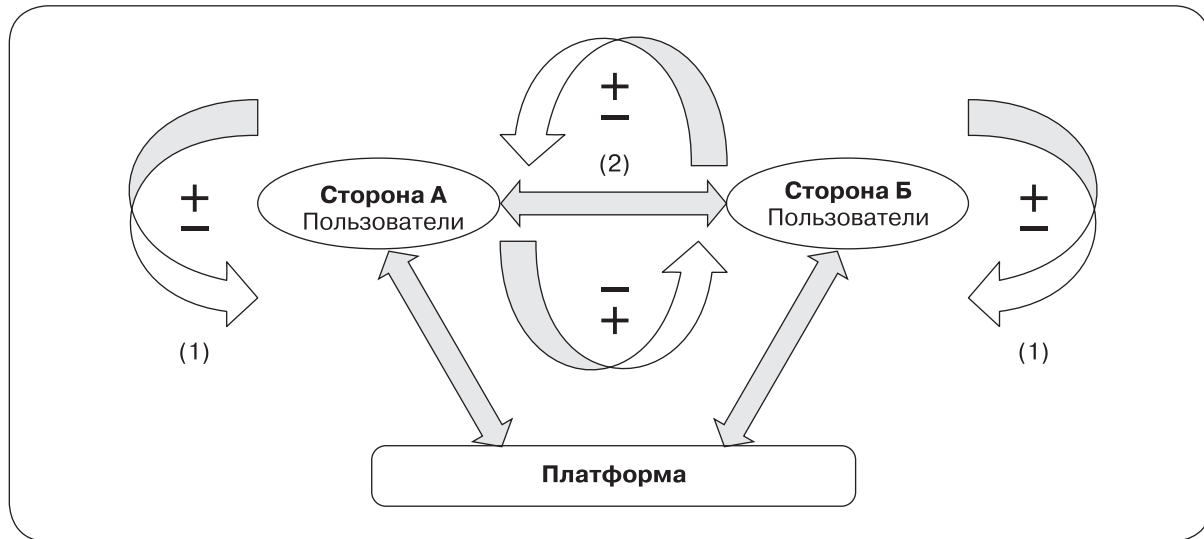 +
−
(2)
Сторона А
Пользователи
Сторона Б
Пользователи
+
−
+
−
−
+
(1)
(1)
Платформа